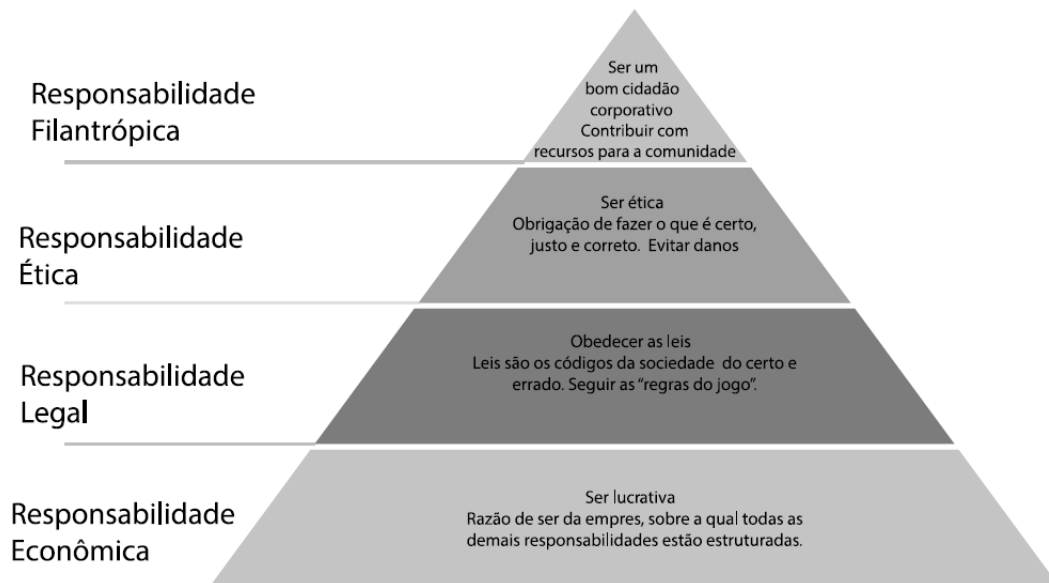 Responsabilidade
Filantrópica
Ser um
bom cidadão
corporativo
Contribuir com
recursos para a comunidade
Responsabilidade
Ética
Ser ética
Obrigação de fazer o que é certo,
justo e correto. Evitar danos
Responsabilidade
Legal
Obedecer as leis
Leis são os códigos da sociedade do certo e
errado. Seguir as “regras do jogo”.
Responsabilidade
Econômica
Ser lucrativa
Razão de ser da empres, sobre a qual todas as
demais responsabilidades estão estruturadas.